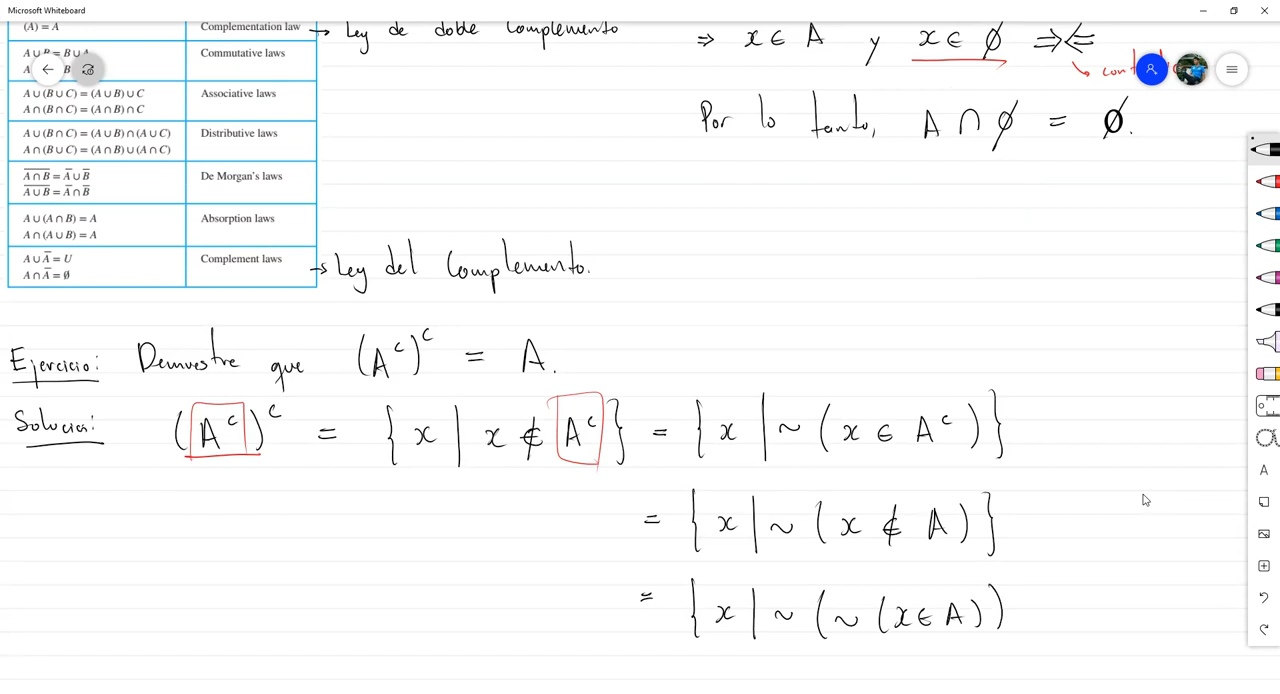 Microsoft Whiteboard
(A) = A Complementation law → Ley de doble complemento
⇒ x ∈ A y x ∈ ∅ ⇒⇐
A ∪ B = B ∪ A Commutative laws
A ∪ (B ∪ C) = (A ∪ B) ∪ C Associative laws
A ∩ (B ∩ C) = (A ∩ B) ∩ C
Por lo tanto, A ∩ ∅ = ∅.
A ∪ (B ∩ C) = (A ∪ B) ∩ (A ∪ C) Distributive laws
A ∩ (B ∪ C) = (A ∩ B) ∪ (A ∩ C)
A̅ ̅∩̅ ̅B̅ = A̅ ∪ B̅ De Morgan's laws
A̅ ̅∪̅ ̅B̅ = A̅ ∩ B̅
A ∪ (A ∩ B) = A Absorption laws
A ∩ (A ∪ B) = A
A ∪ A̅ = U Complement laws → Ley del complemento.
A ∩ A̅ = ∅
Ejercicio: Demuestre que (Aᶜ)ᶜ = A.
Solución: (Aᶜ)ᶜ = { x | x ∉ Aᶜ } = { x | ~ (x ∈ Aᶜ) }
= { x | ~ (x ∉ A) }
= { x | ~ (~ (x ∈ A))